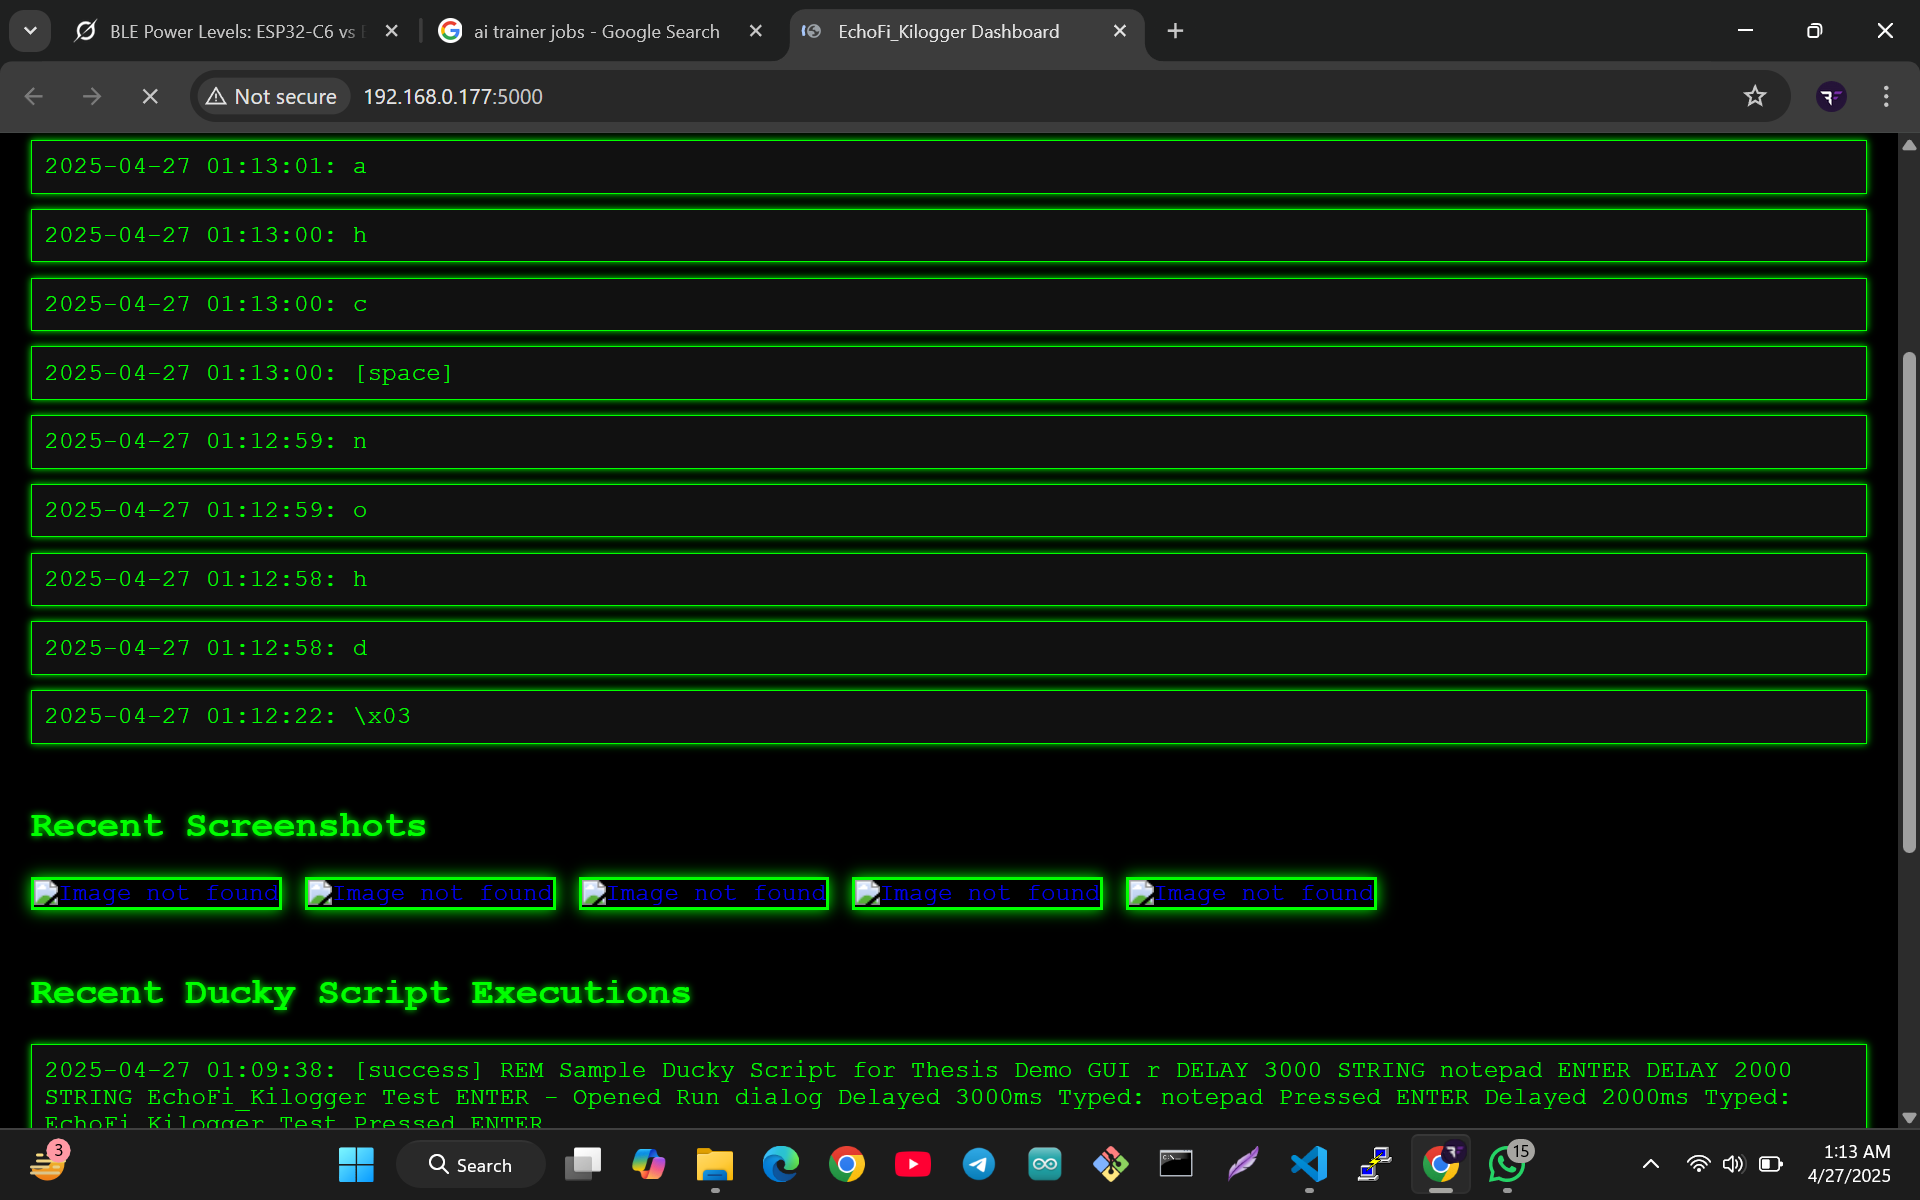 BLE Power Levels: ESP32-C6 vs
ai trainer jobs - Google Search
EchoFi_Kilogger Dashboard
Not secure
192.168.0.177:5000
2025-04-27 01:13:01: a
2025-04-27 01:13:00: h
2025-04-27 01:13:00: c
2025-04-27 01:13:00: [space]
2025-04-27 01:12:59: n
2025-04-27 01:12:59: o
2025-04-27 01:12:58: h
2025-04-27 01:12:58: d
2025-04-27 01:12:22: \x03
Recent Screenshots
Image not found Image not found Image not found Image not found Image not found
Recent Ducky Script Executions
2025-04-27 01:09:38: [success] REM Sample Ducky Script for Thesis Demo GUI r DELAY 3000 STRING notepad ENTER DELAY 2000
STRING EchoFi_Kilogger Test ENTER - Opened Run dialog Delayed 3000ms Typed: notepad Pressed ENTER Delayed 2000ms Typed:
EchoFi_Kilogger Test Pressed ENTER
3
Search
15
1:13 AM
4/27/2025